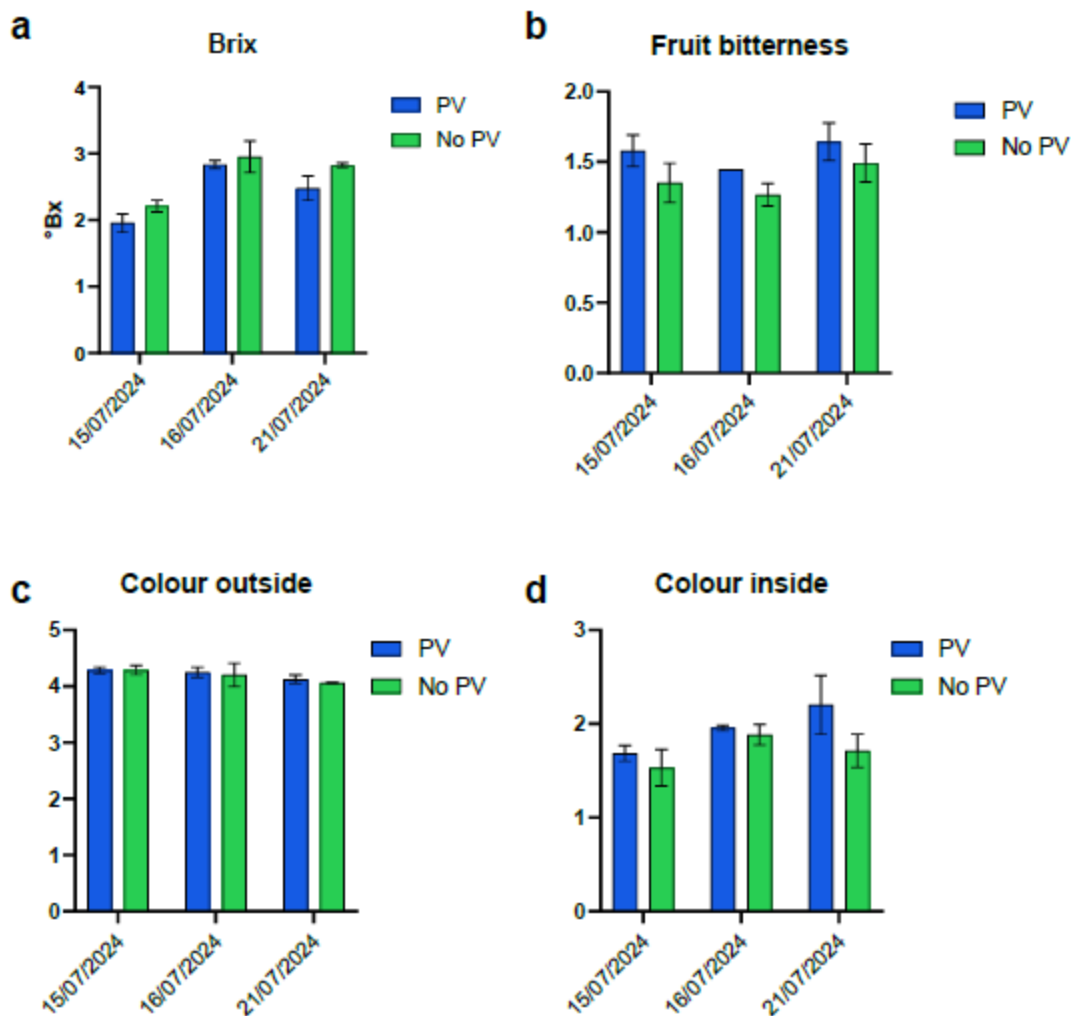 a
Brix
4
3
2
1
0
°Bx
PV
No PV
15/07/2024
16/07/2024
21/07/2024
b
Fruit bitterness
2.0
1.5
1.0
0.5
0.0
PV
No PV
15/07/2024
16/07/2024
21/07/2024
c
Colour outside
5
4
3
2
1
0
PV
No PV
15/07/2024
16/07/2024
21/07/2024
d
Colour inside
3
2
1
0
PV
No PV
15/07/2024
16/07/2024
21/07/2024